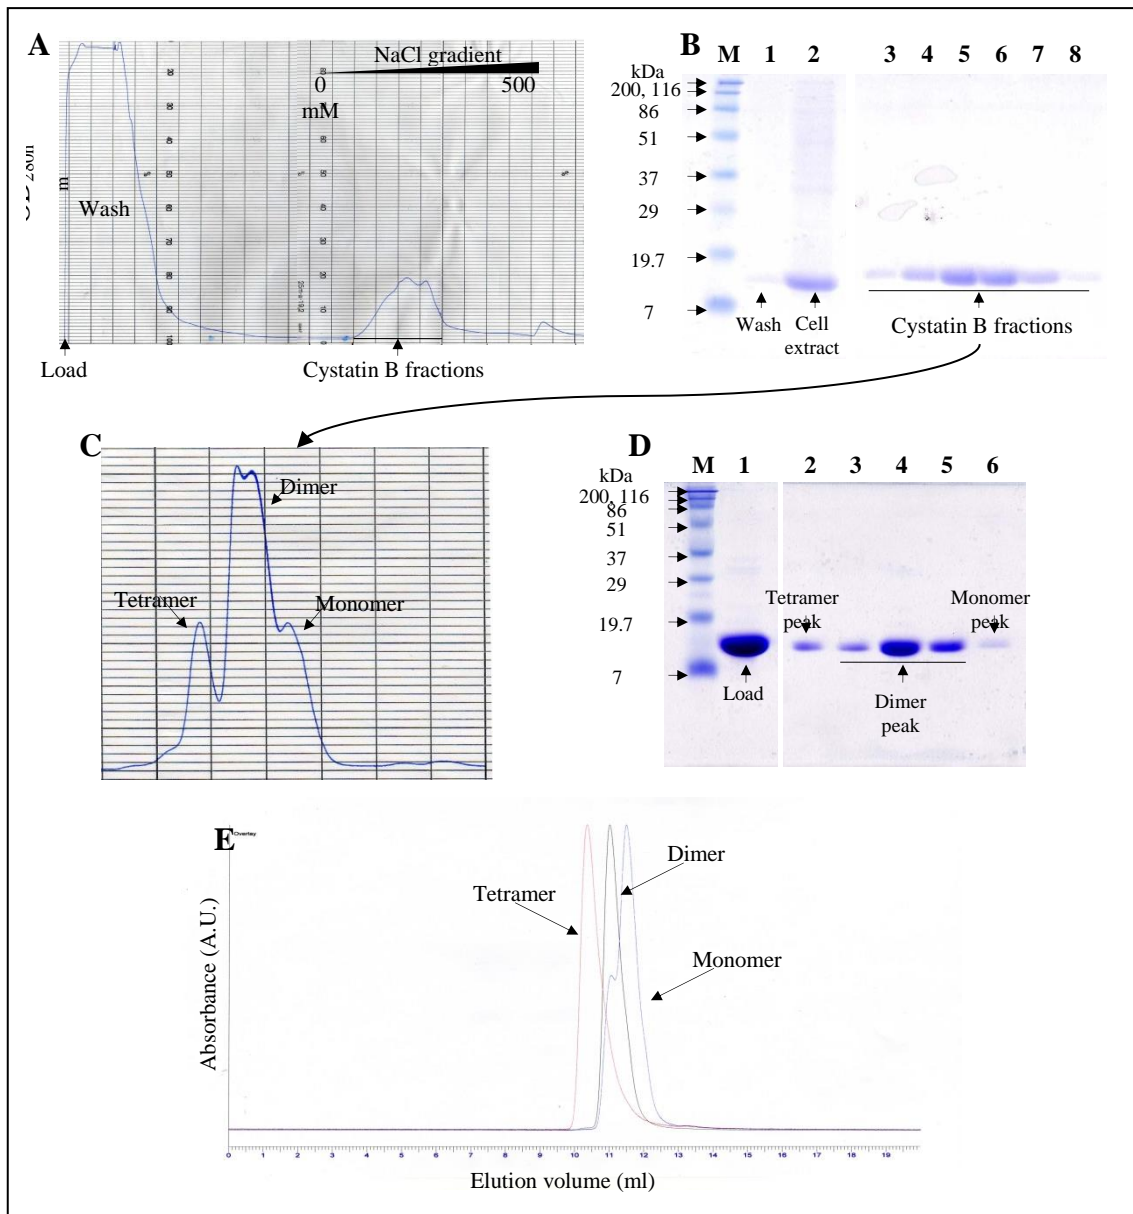 A
NaCl gradient
0
500
mM
Wash
Load
Cystatin B fractions
B
M 1 2 3 4 5 6 7 8
kDa
200, 116
86
51
37
29
19.7
7
Wash
Cell
extract
Cystatin B fractions
C
Dimer
Tetramer
Monomer
D
M 1 2 3 4 5 6
kDa
200, 116
86
51
37
29
19.7
7
Load
Tetramer
peak
Monomer
peak
Dimer
peak
E
Overlay
Dimer
Tetramer
Monomer
Absorbance (A.U.)
0 1 2 3 4 5 6 7 8 9 10 11 12 13 14 15 16 17 18 19
Elution volume (ml)